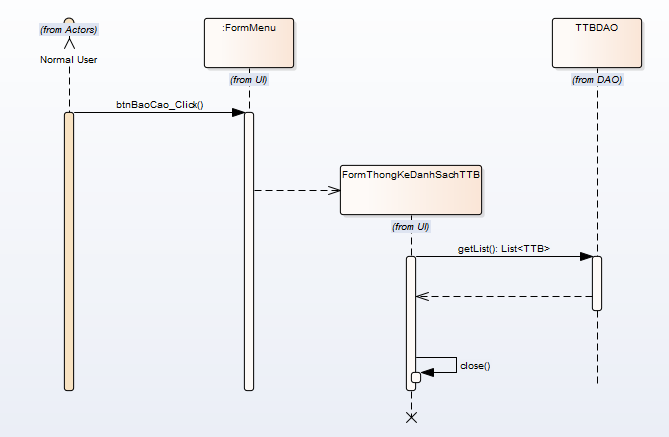 (from Actors)
Normal User
:FormMenu
(from UI)
TTBDAO
(from DAO)
btnBaoCao_Click()
FormThongKeDanhSachTTB
(from UI)
getList(): List<TTB>
close()